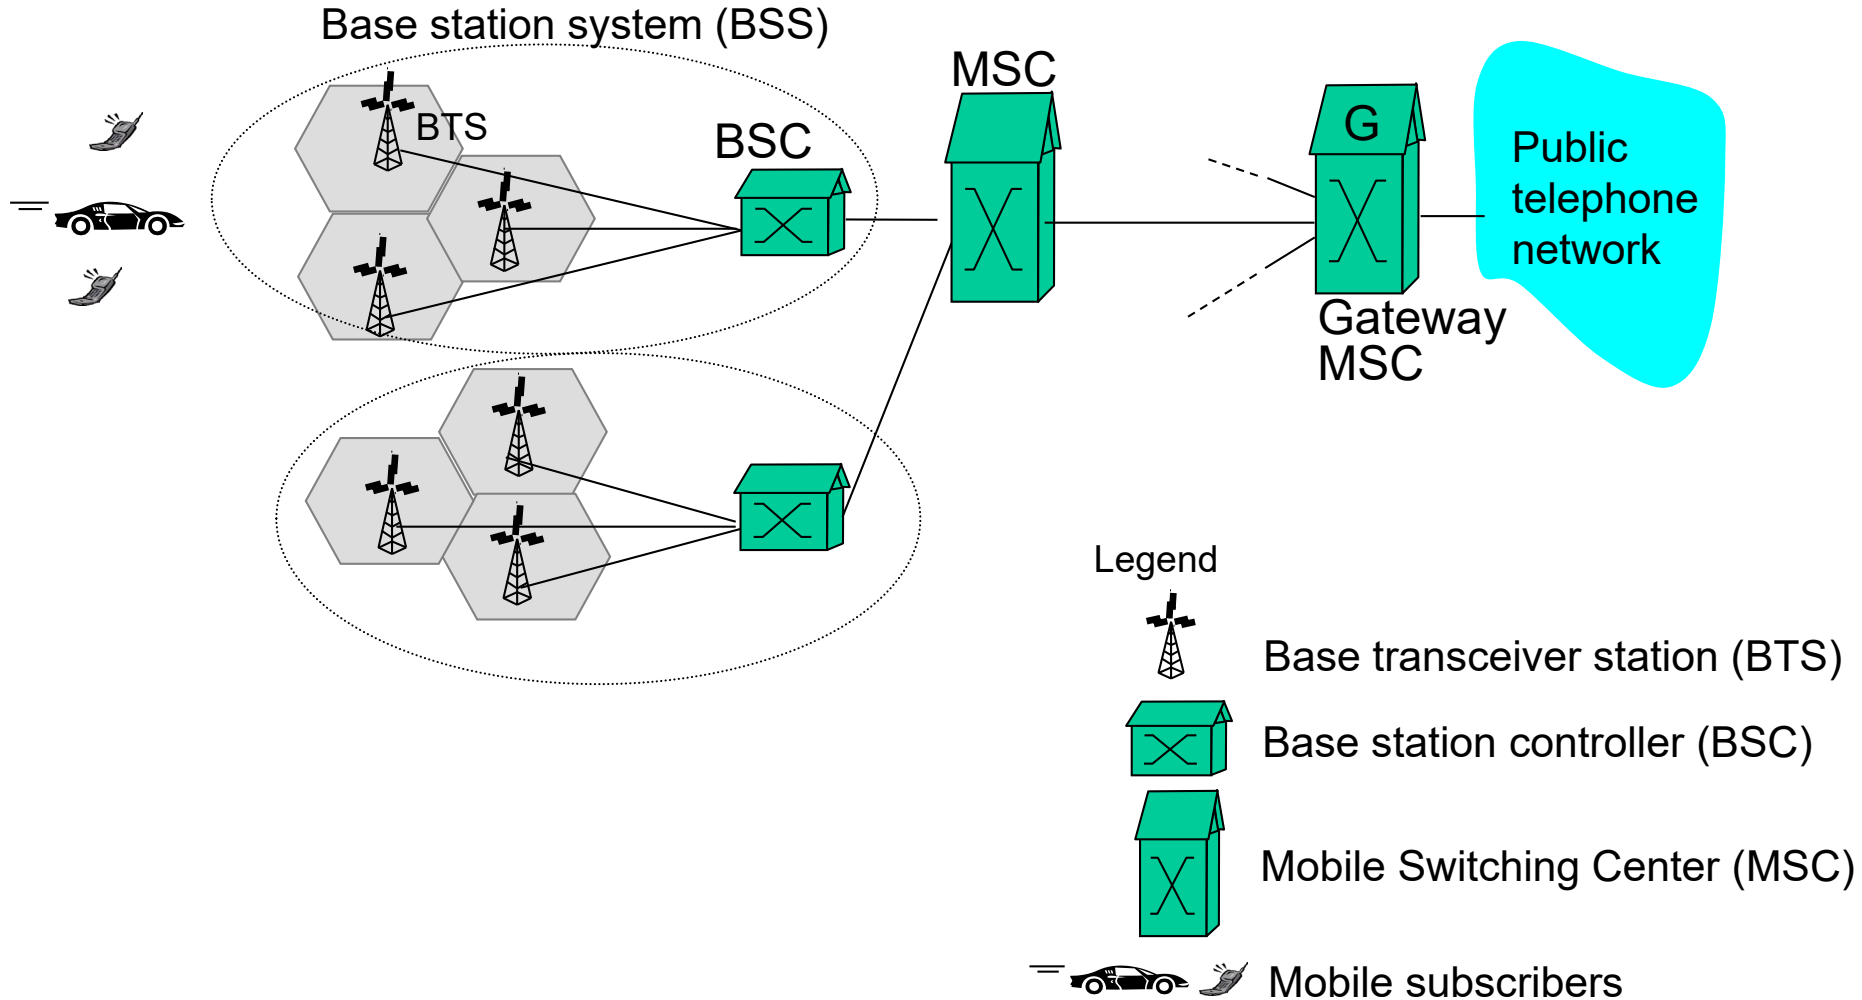 Base station system (BSS)
BTS
BSC
MSC
G
Gateway
MSC
Public
telephone
network
Legend
Base transceiver station (BTS)
Base station controller (BSC)
Mobile Switching Center (MSC)
Mobile subscribers